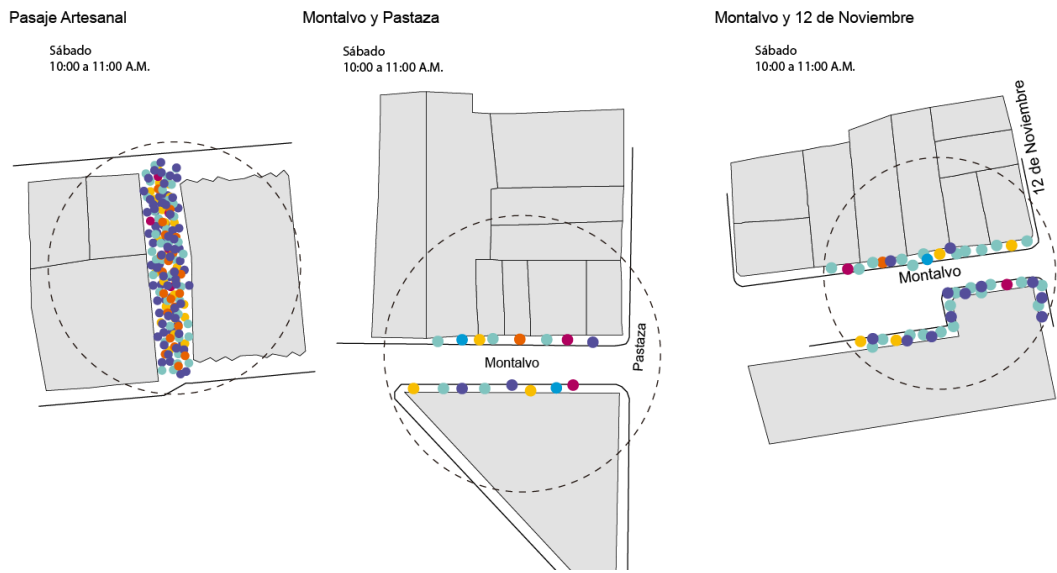 Pasaje Artesanal
Sábado
10:00 a 11:00 A.M.
Montalvo y Pastaza
Sábado
10:00 a 11:00 A.M.
Montalvo
Pastaza
Montalvo y 12 de Noviembre
Sábado
10:00 a 11:00 A.M.
12 de Noviembre
Montalvo